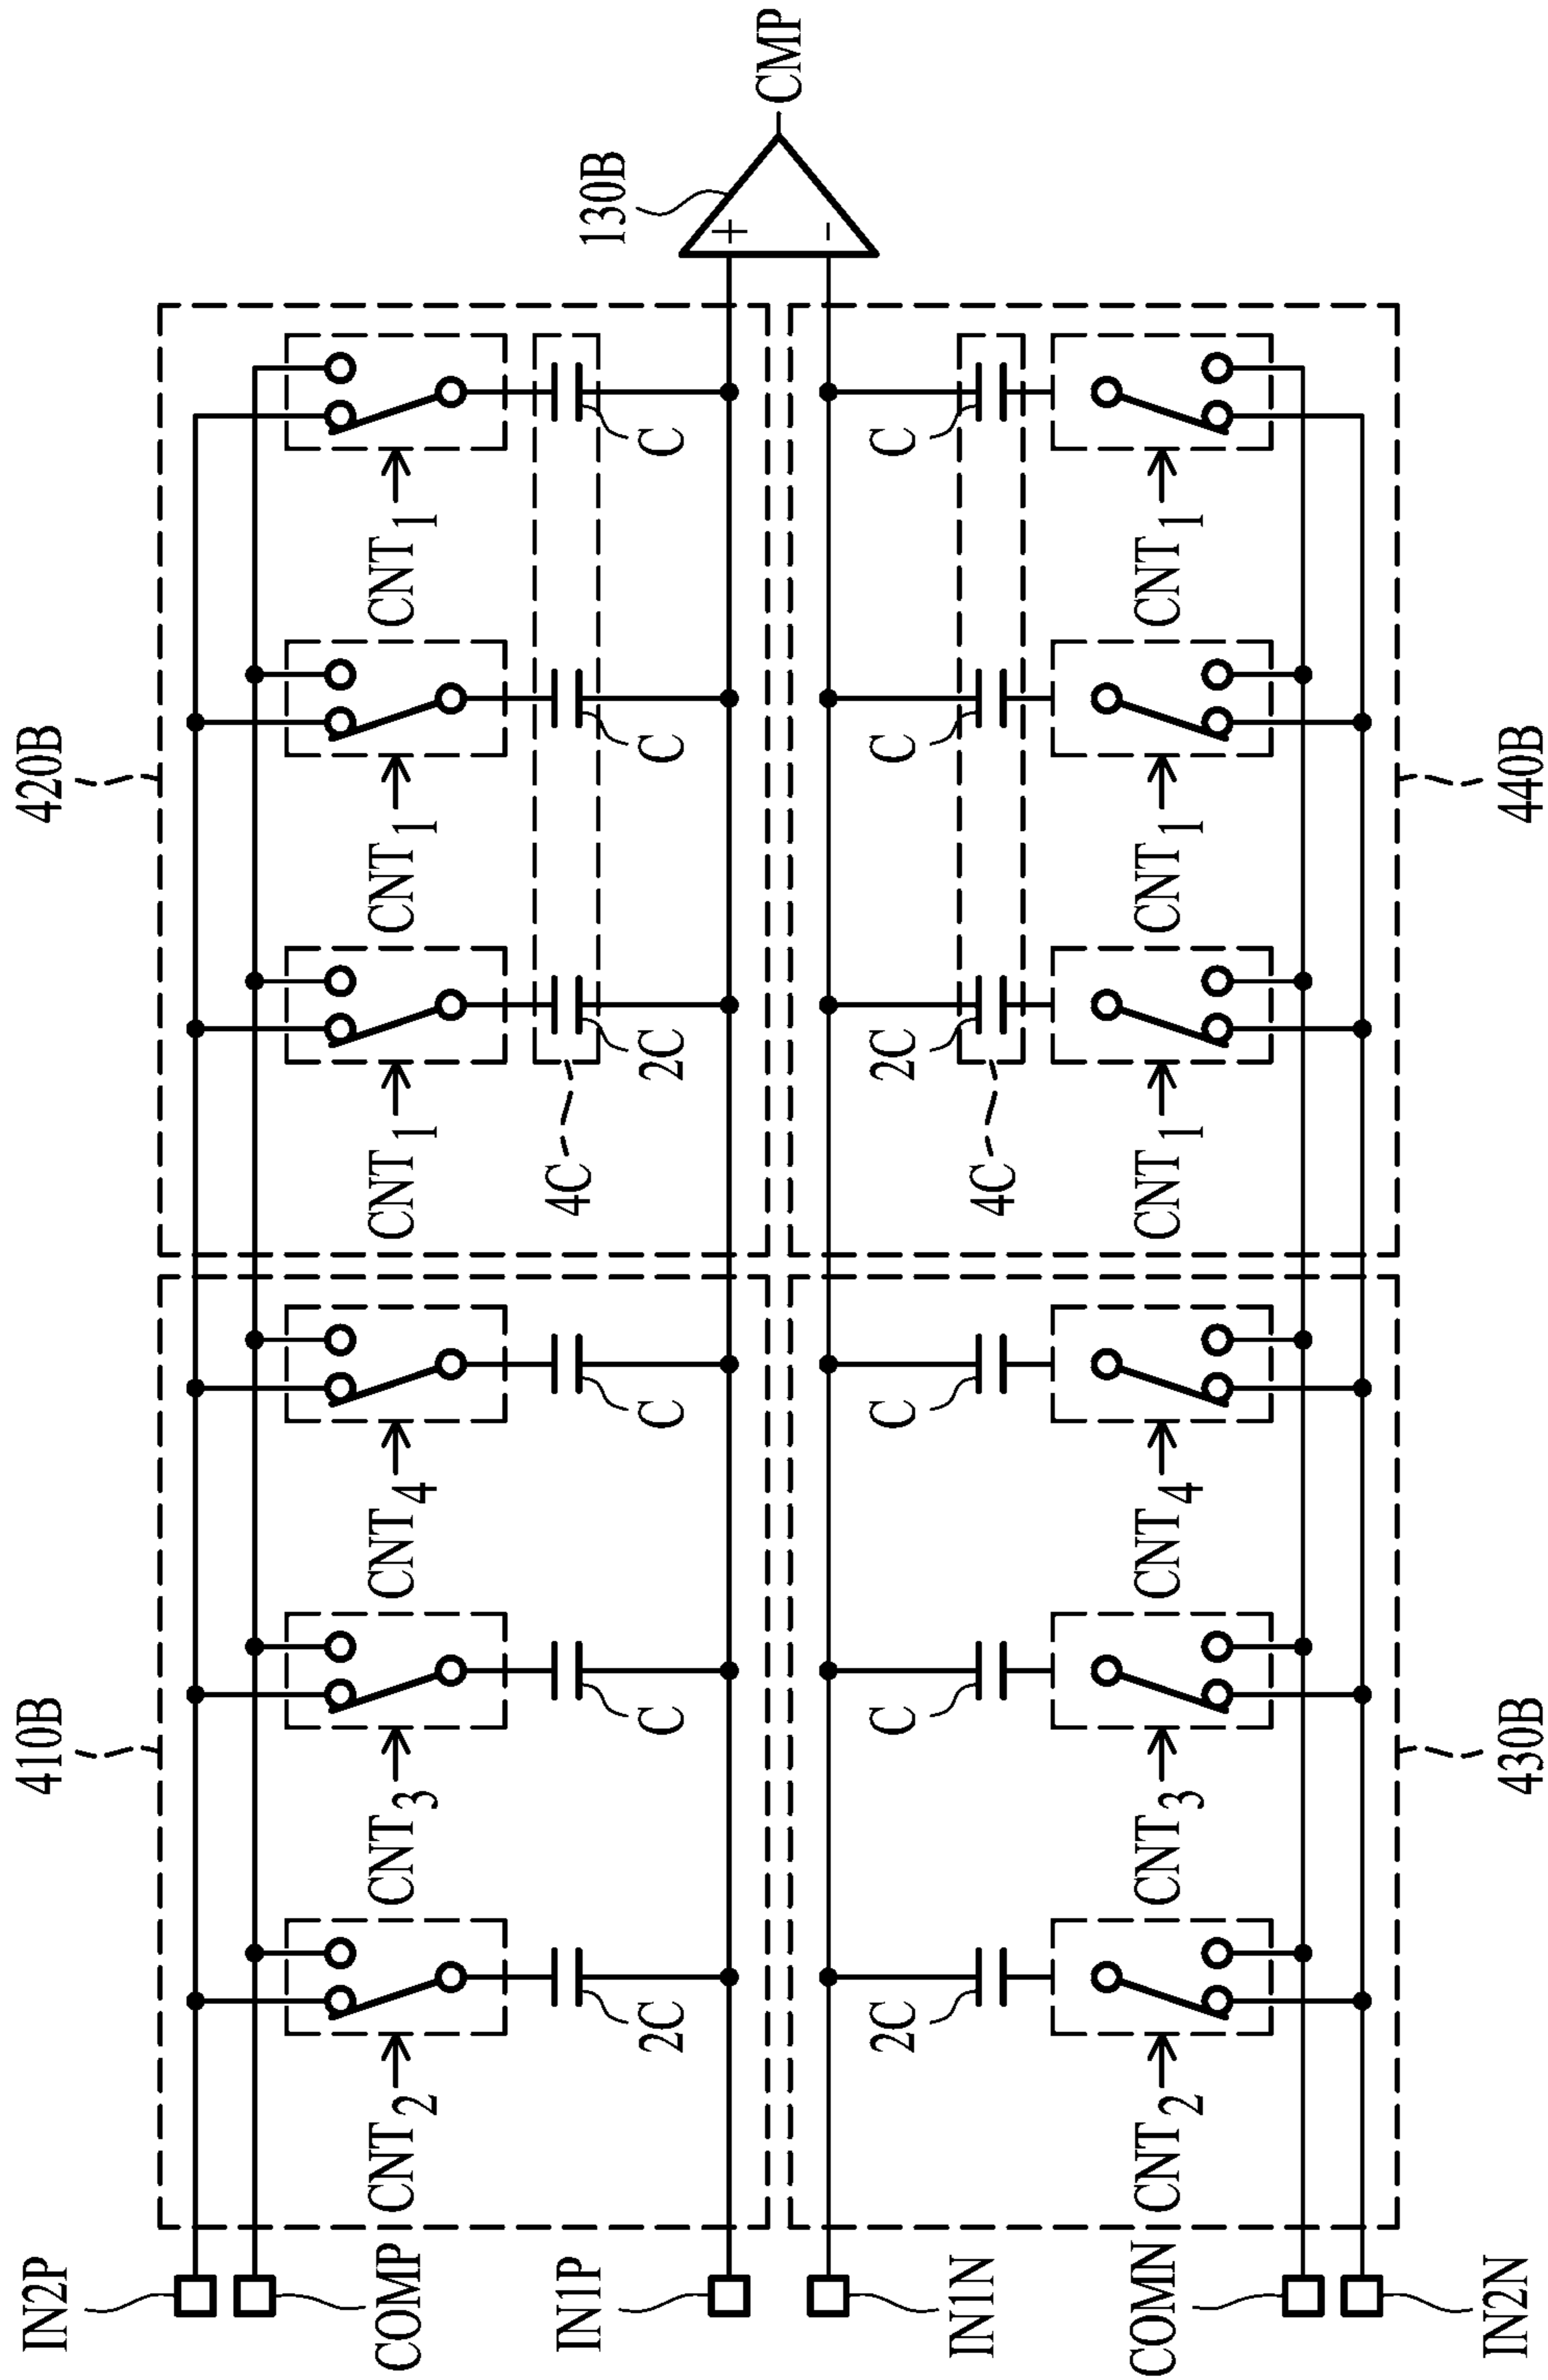 410B
420B
IN2P
COMP
CNT2
CNT3
CNT4
CNT1
CNT1
CNT1
2C
C
C
4C
2C
C
C
130B
IN1P
+
CMP
IN1N
-
2C
C
C
4C
2C
C
C
CNT2
CNT3
CNT4
CNT1
CNT1
CNT1
COMN
IN2N
430B
440B